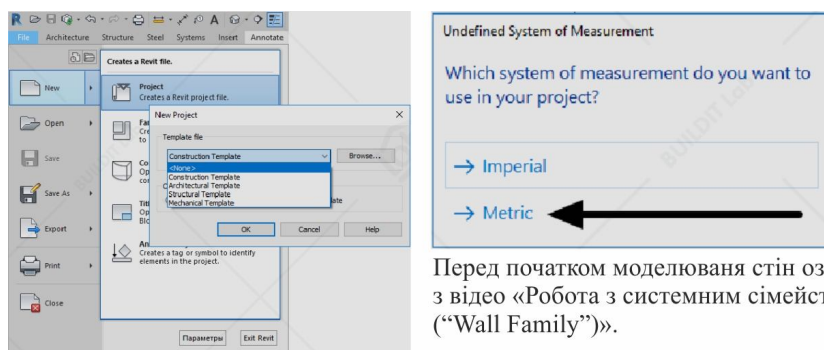 File Architecture Structure Steel Systems Insert Annotate
Creates a Revit file.
New
Project
Creates a Revit project file.
Open
Save
Save As
Export
Print
Close
New Project
Template file
Construction Template
Browse...
<None>
Construction Template
Architectural Template
Structural Template
Mechanical Template
OK Cancel Help
Creates a tag or symbol to identify
elements in the project.
Параметры Exit Revit
Undefined System of Measurement
Which system of measurement do you want to
use in your project?
→ Imperial
→ Metric
Перед початком моделюваня стін оз
з відео «Робота з системним сімейст
(“Wall Family”)».
BUILDIT